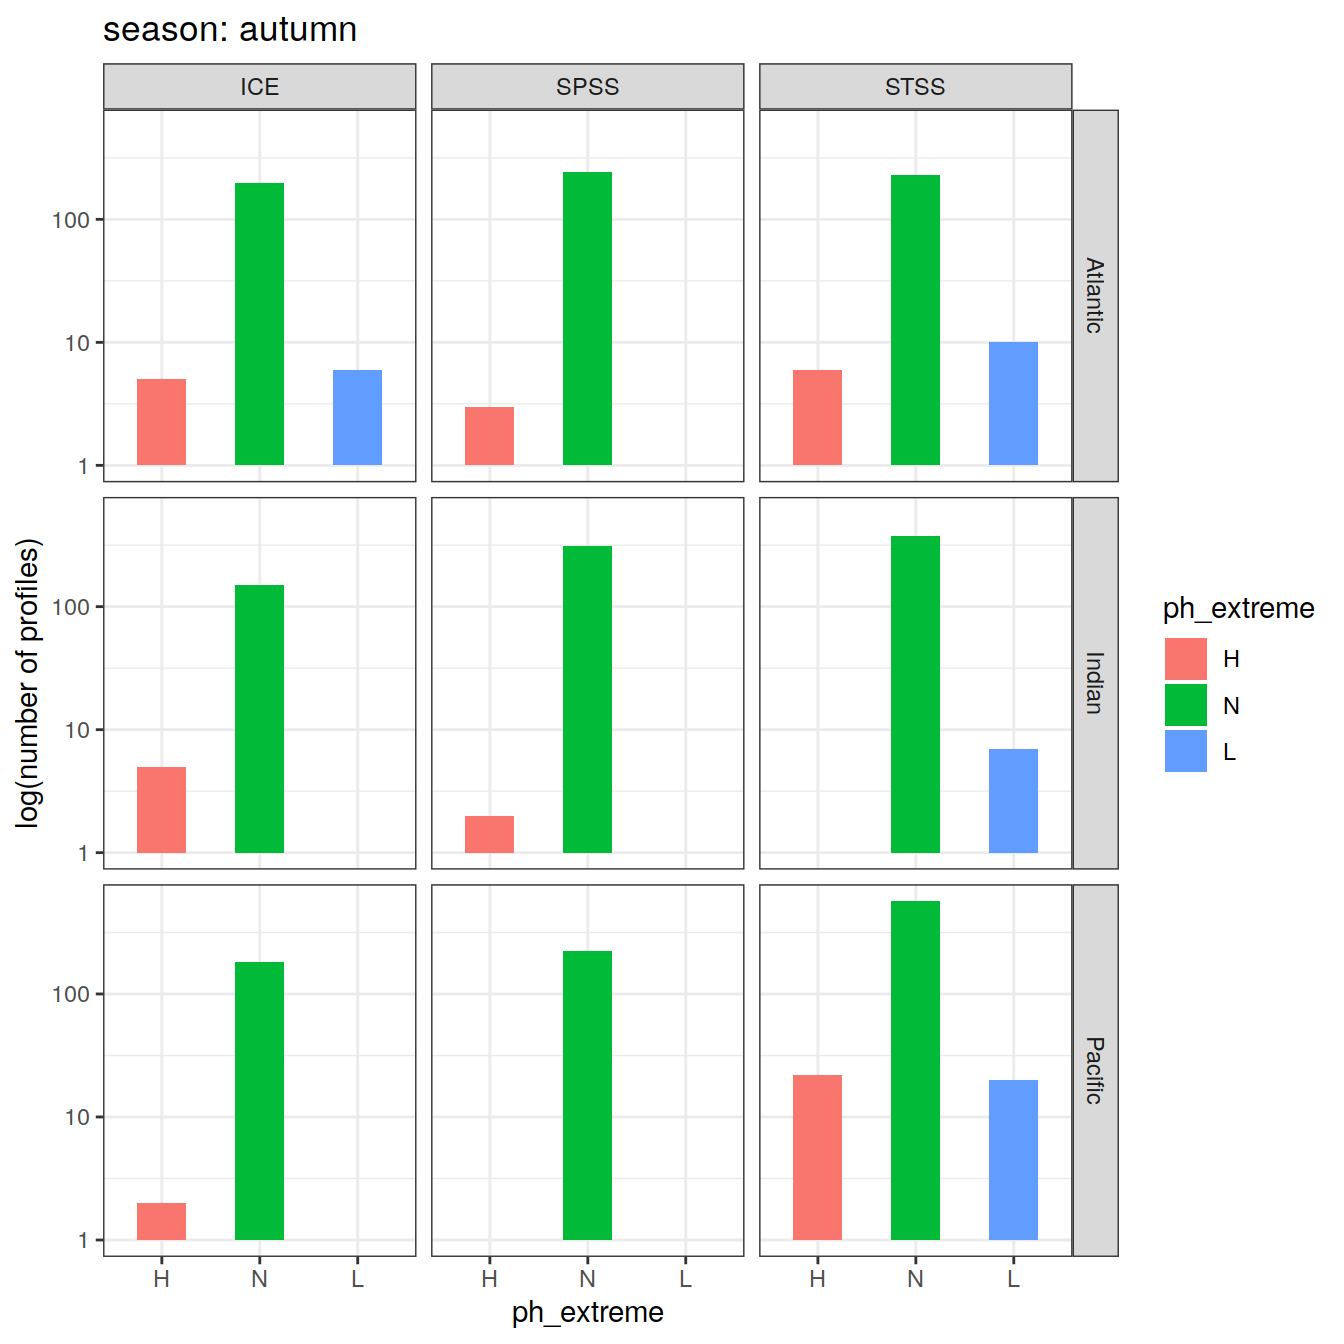 season: autumn
ICE
SPSS
STSS
100
10
1
Atlantic
100
10
1
Indian
100
10
1
Pacific
log(number of profiles)
H N L
H N L
H N L
ph_extreme
ph_extreme
H
N
L